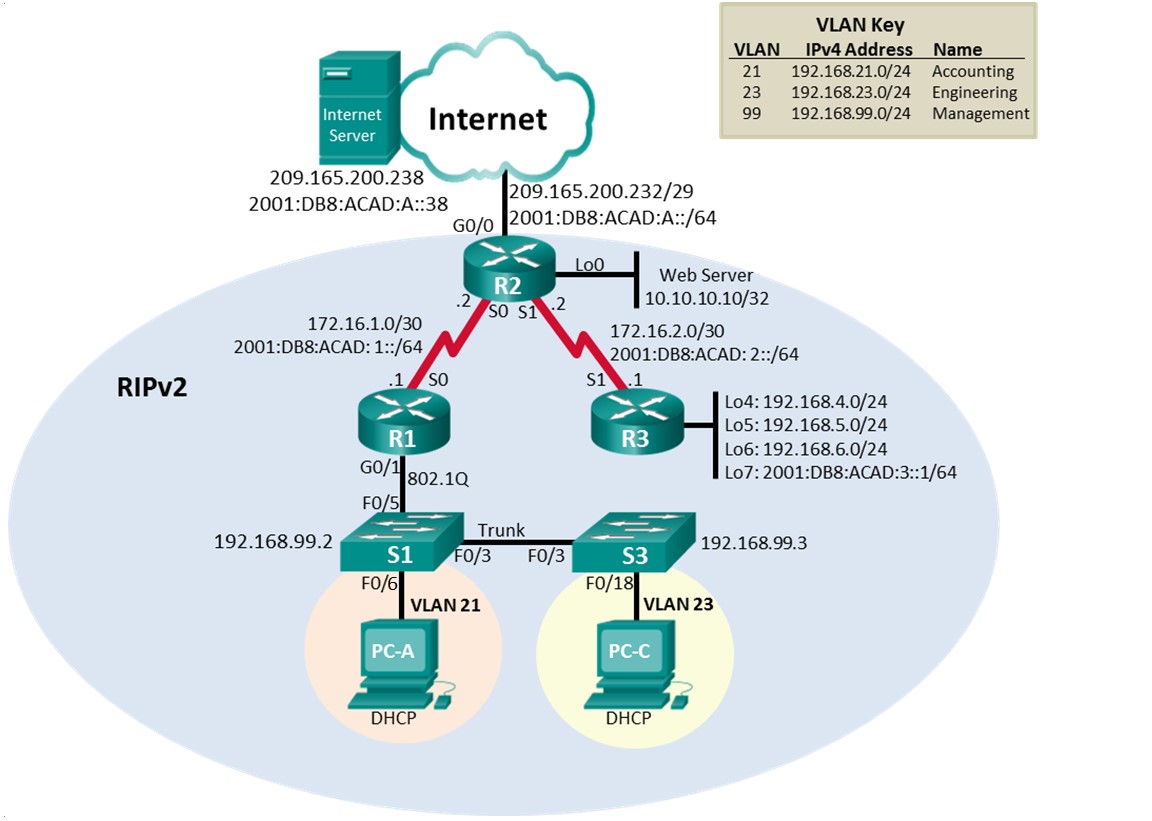 VLAN Key
VLAN IPv4 Address Name
21 192.168.21.0/24 Accounting
23 192.168.23.0/24 Engineering
99 192.168.99.0/24 Management
Internet
Server
Internet
209.165.200.238
2001:DB8:ACAD:A::38
209.165.200.232/29
2001:DB8:ACAD:A::/64
G0/0
R2
Lo0
Web Server
10.10.10.10/32
.2
S0
S1
.2
172.16.1.0/30
2001:DB8:ACAD: 1::/64
172.16.2.0/30
2001:DB8:ACAD: 2::/64
RIPv2
.1
S0
S1
.1
R1
R3
Lo4: 192.168.4.0/24
Lo5: 192.168.5.0/24
Lo6: 192.168.6.0/24
Lo7: 2001:DB8:ACAD:3::1/64
G0/1
802.1Q
F0/5
192.168.99.2
S1
Trunk
F0/3
F0/3
S3
192.168.99.3
F0/6
VLAN 21
F0/18
VLAN 23
PC-A
PC-C
DHCP
DHCP